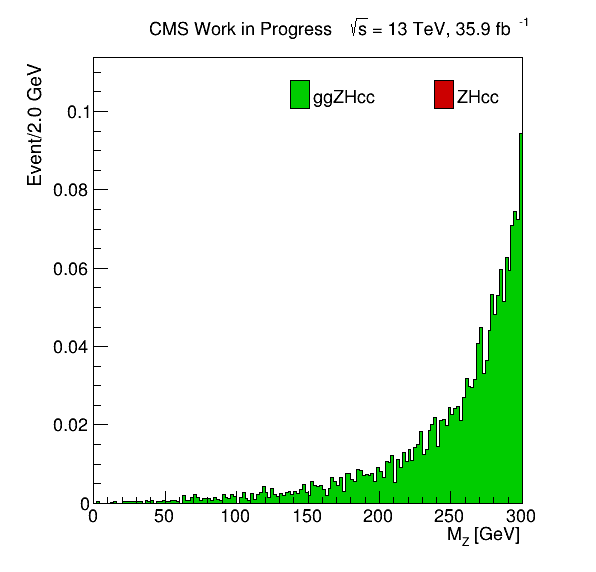 CMS Work in Progress √s = 13 TeV, 35.9 fb -1
Event/2.0 GeV
ggZHcc ZHcc
0.1
0.08
0.06
0.04
0.02
0
0 50 100 150 200 250 300
MZ [GeV]